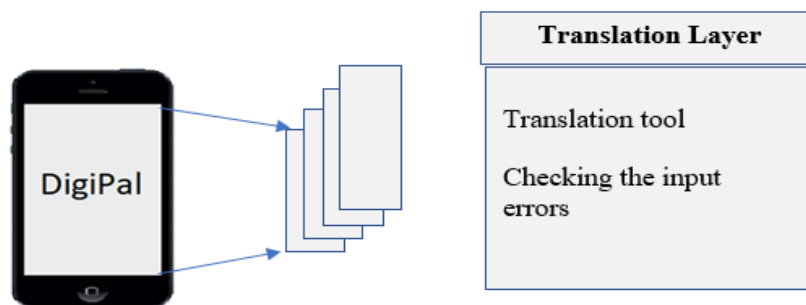 DigiPal
Translation Layer
Translation tool
Checking the input
errors